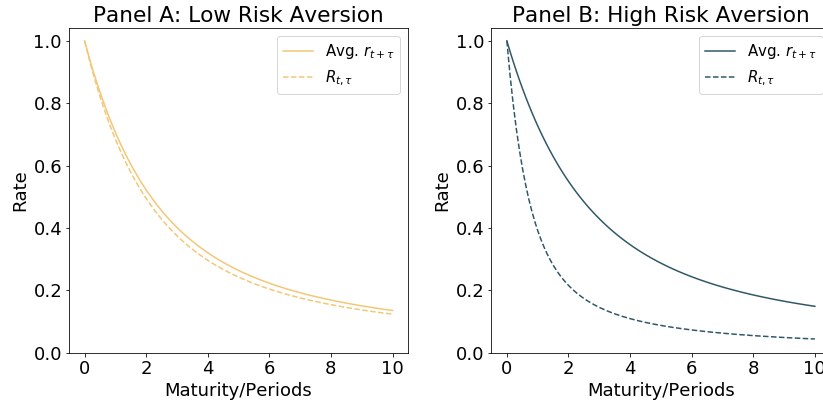 Panel A: Low Risk Aversion
1.0
0.8
0.6
0.4
0.2
0.0
Rate
0 2 4 6 8 10
Maturity/Periods
Avg. r_{t+τ}
R_{t,τ}
Panel B: High Risk Aversion
1.0
0.8
0.6
0.4
0.2
0.0
Rate
0 2 4 6 8 10
Maturity/Periods
Avg. r_{t+τ}
R_{t,τ}